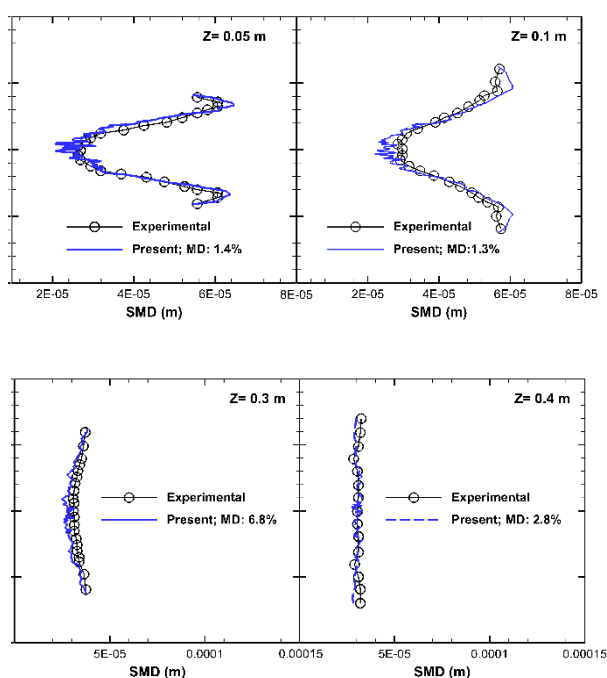 Z= 0.05 m
Z= 0.1 m
Experimental
Present; MD: 1.4%
Experimental
Present; MD:1.3%
2E-05 4E-05 6E-05 8E-05 2E-05 4E-05 6E-05 8E-05
SMD (m) SMD (m)
Z= 0.3 m
Z= 0.4 m
Experimental
Present; MD: 6.8%
Experimental
Present; MD: 2.8%
5E-05 0.0001 0.00015 5E-05 0.0001 0.00015
SMD (m) SMD (m)